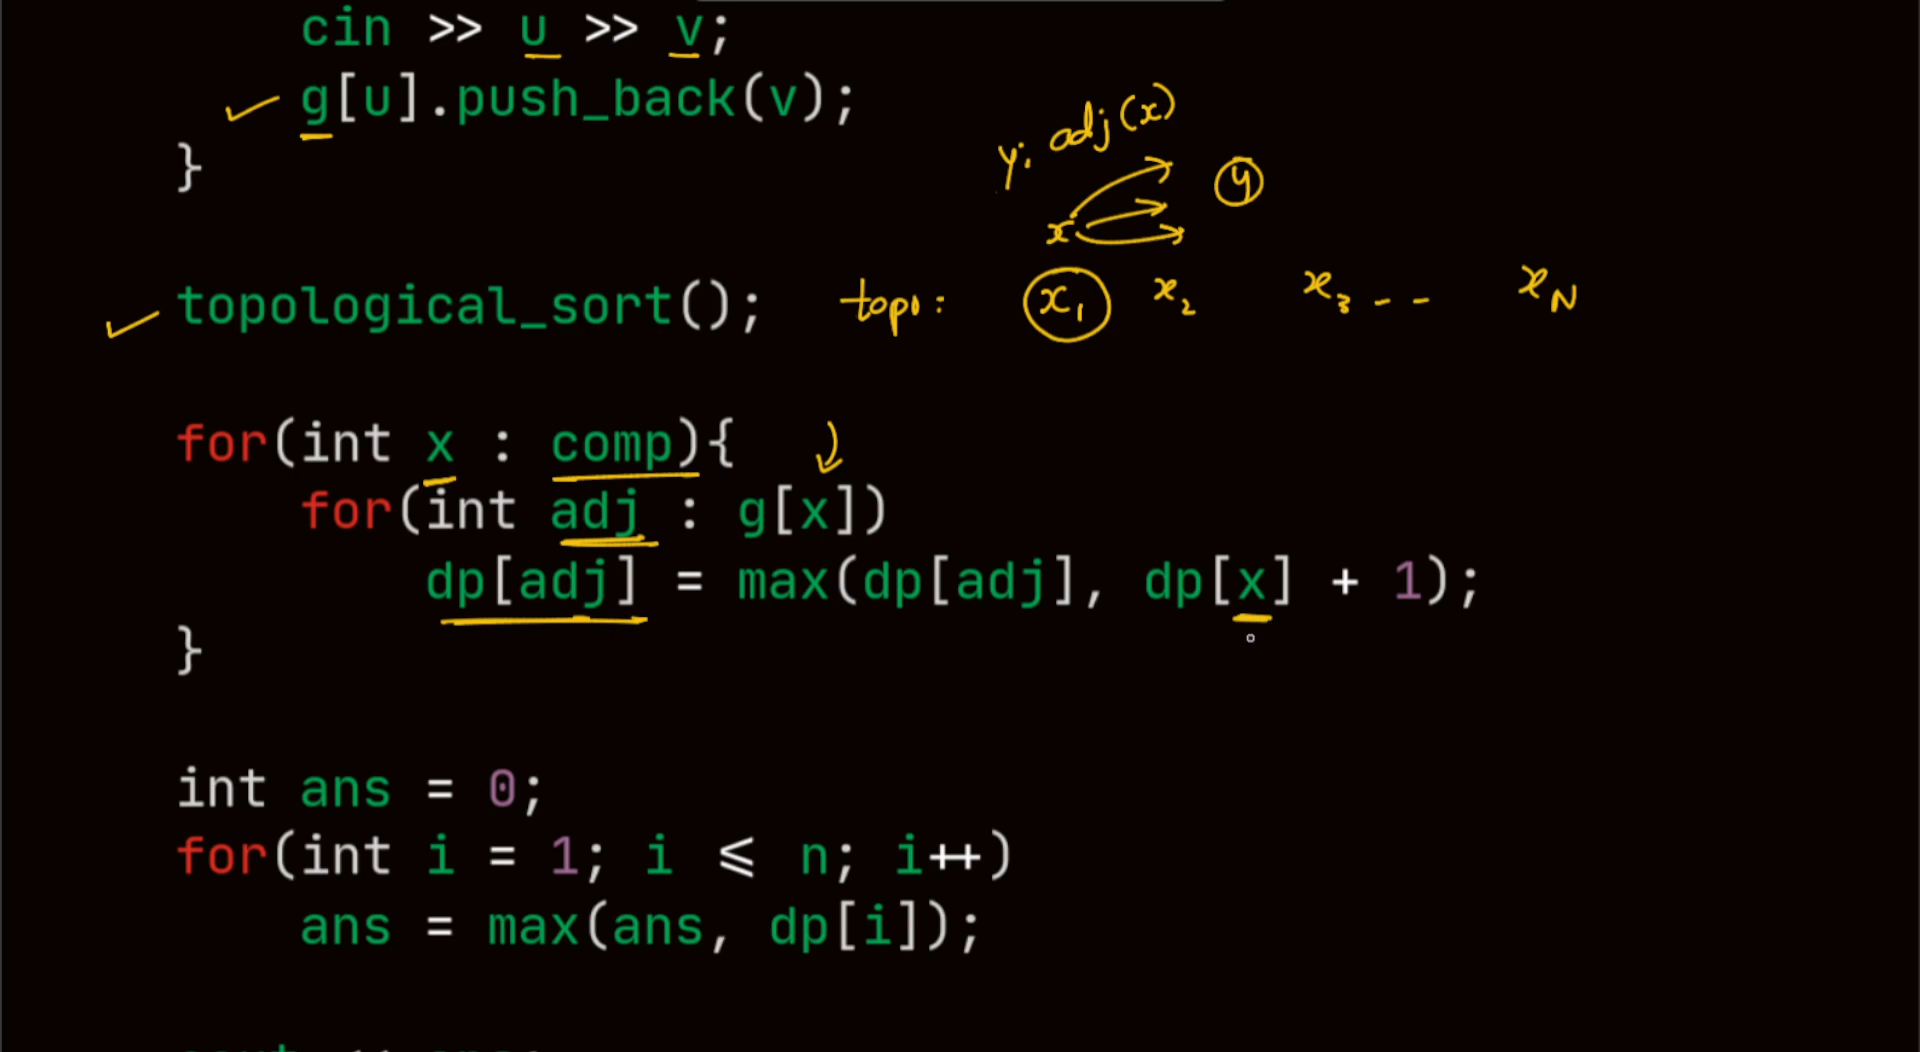 cin >> u >> v;
g[u].push_back(v);
y: adj(x)
}
y
x
topological_sort(); topo: x1 x2 x3 -- xN
for(int x : comp){
for(int adj : g[x])
dp[adj] = max(dp[adj], dp[x] + 1);
}
int ans = 0;
for(int i = 1; i <= n; i++)
ans = max(ans, dp[i]);